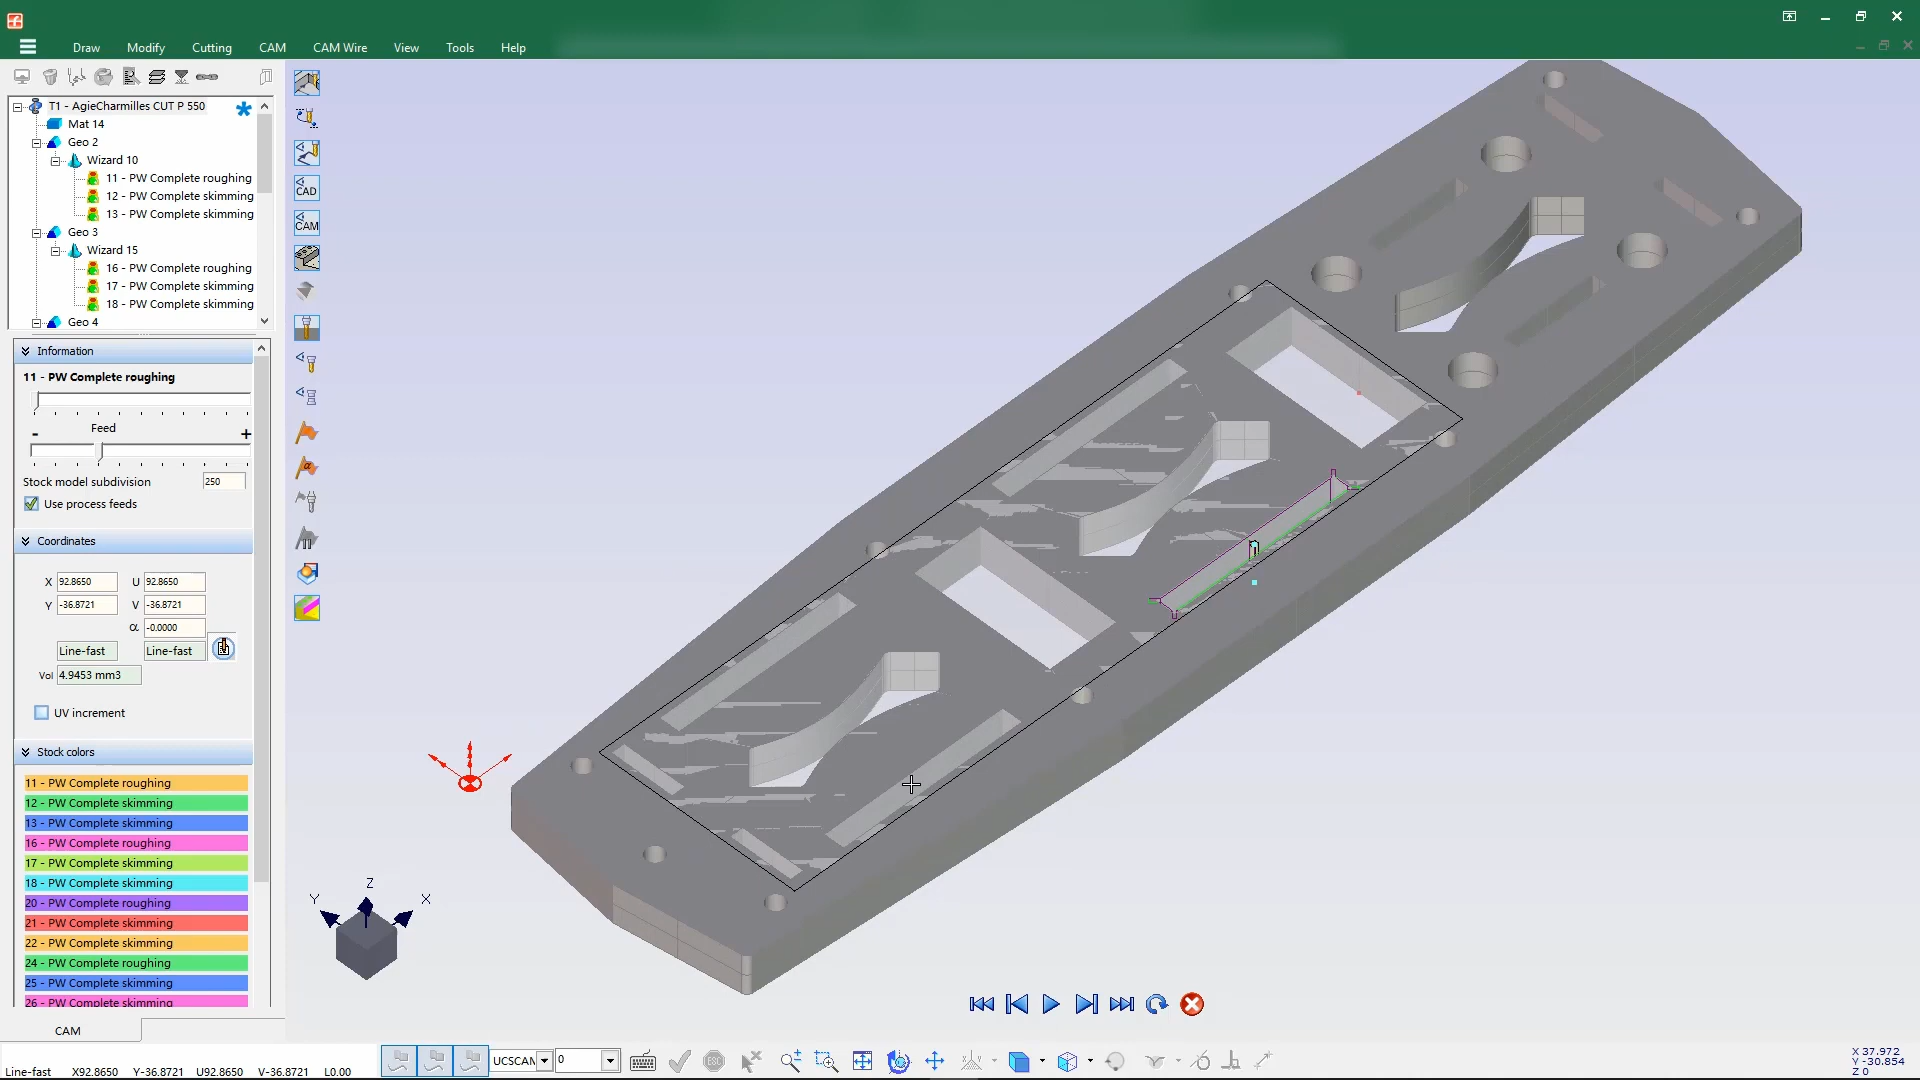 Draw Modify Cutting CAM CAM Wire View Tools Help
T1 - AgieCharmilles CUT P 550
Mat 14
Geo 2
Wizard 10
11 - PW Complete roughing
12 - PW Complete skimming
13 - PW Complete skimming
Geo 3
Wizard 15
16 - PW Complete roughing
17 - PW Complete skimming
18 - PW Complete skimming
Geo 4
CAD
CAM
Information
11 - PW Complete roughing
Feed
- +
Stock model subdivision 250
Use process feeds
Coordinates
X 92.8650 U 92.8650
Y -36.8721 V -36.8721
α -0.0000
Line-fast Line-fast
Vol 4.9453 mm3
UV increment
Stock colors
11 - PW Complete roughing
12 - PW Complete skimming
13 - PW Complete skimming
16 - PW Complete roughing
17 - PW Complete skimming
18 - PW Complete skimming
20 - PW Complete roughing
21 - PW Complete skimming
22 - PW Complete skimming
24 - PW Complete roughing
25 - PW Complete skimming
26 - PW Complete skimming
Z
Y X
CAM
UCSCAM 0
ESC
Line-fast X92.8650 Y-36.8721 U92.8650 V-36.8721 L0.00
X 37.972
Y -30.854
Z 0